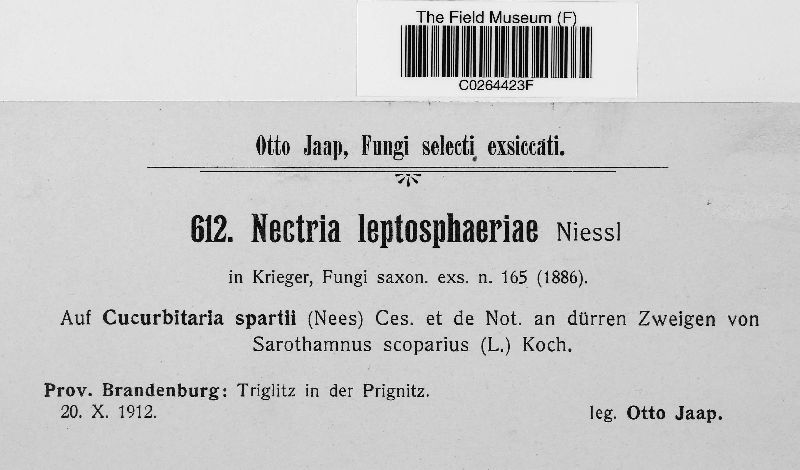 The Field Museum (F)
C0264423F
Otto Jaap, Fungi selecti exsiccati.
612. Nectria leptosphaeriae Niessl
in Krieger, Fungi saxon. exs. n. 165 (1886).
Auf Cucurbitaria spartii (Nees) Ces. et de Not. an dürren Zweigen von
Sarothamnus scoparius (L.) Koch.
Prov. Brandenburg: Triglitz in der Prignitz.
20. X. 1912. leg. Otto Jaap.